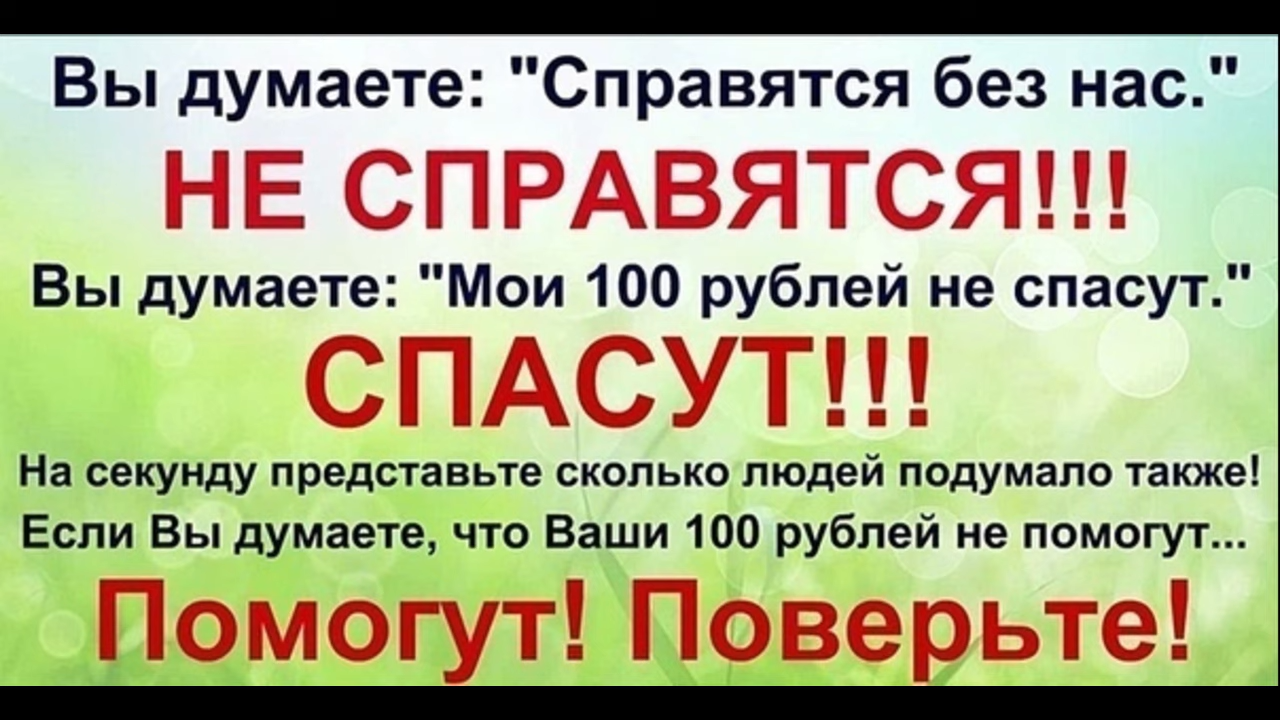 Вы думаете: "Справятся без нас."
НЕ СПРАВЯТСЯ!!!
Вы думаете: "Мои 100 рублей не спасут."
СПАСУТ!!!
На секунду представьте сколько людей подумало также!
Если Вы думаете, что Ваши 100 рублей не помогут...
Помогут! Поверьте!